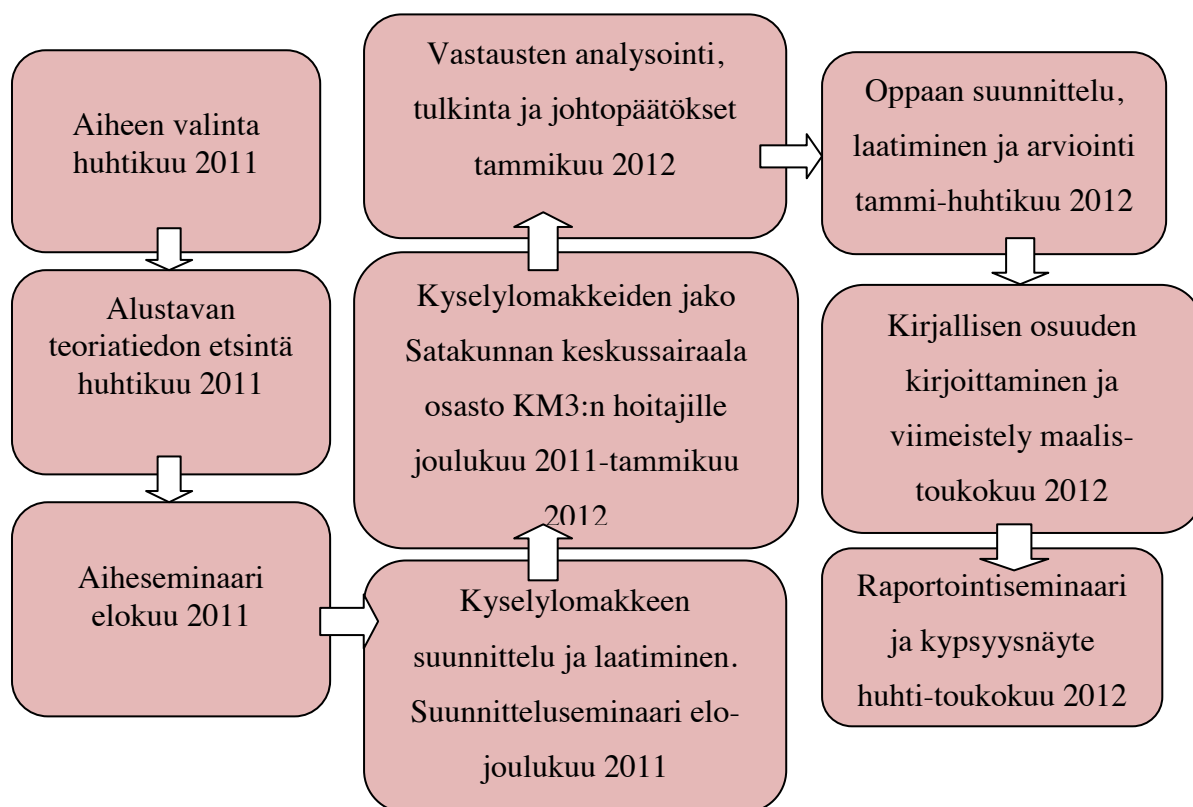 Aiheen valinta
huhtikuu 2011
Alustavan
teoriatiedon etsintä
huhtikuu 2011
Aiheseminaari
elokuu 2011
Kyselylomakkeen
suunnittelu ja laatiminen.
Suunnitteluseminaari elo-
joulukuu 2011
Kyselylomakkeiden jako
Satakunnan keskussairaala
osasto KM3:n hoitajille
joulukuu 2011-tammikuu
2012
Vastausten analysointi,
tulkinta ja johtopäätökset
tammikuu 2012
Oppaan suunnittelu,
laatiminen ja arviointi
tammi-huhtikuu 2012
Kirjallisen osuuden
kirjoittaminen ja
viimeistely maalis-
toukokuu 2012
Raportointiseminaari
ja kypsyysnäyte
huhti-toukokuu 2012